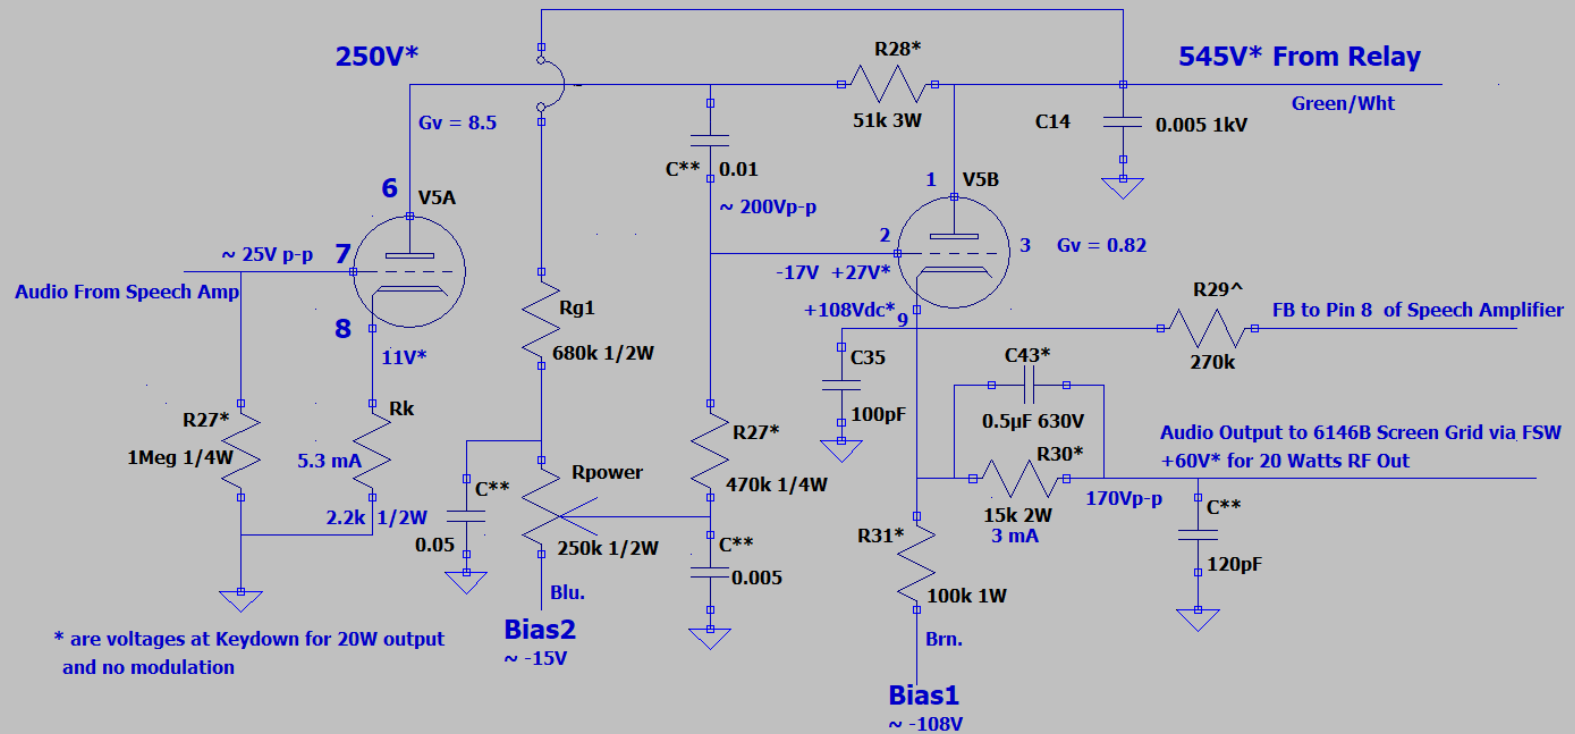 250V*
R28*
545V* From Relay
Green/Wht
51k 3W
C14
0.005 1kV
Gv = 8.5
C**
0.01
6
V5A
1
V5B
~ 200Vp-p
7
~ 25V p-p
2
3
Gv = 0.82
-17V +27V*
Audio From Speech Amp
R29^
Rg1
+108Vdc*
9
FB to Pin 8 of Speech Amplifier
8
11V*
680k 1/2W
C35
C43*
270k
R27*
Rk
100pF
0.5µF 630V
R27*
1Meg 1/4W
5.3 mA
Rpower
470k 1/4W
R30*
Audio Output to 6146B Screen Grid via FSW
+60V* for 20 Watts RF Out
C**
170Vp-p
2.2k 1/2W
15k 2W
C**
0.05
250k 1/2W
C**
R31*
3 mA
120pF
Blu.
0.005
100k 1W
* are voltages at Keydown for 20W output
and no modulation
Bias2
~ -15V
Brn.
Bias1
~ -108V